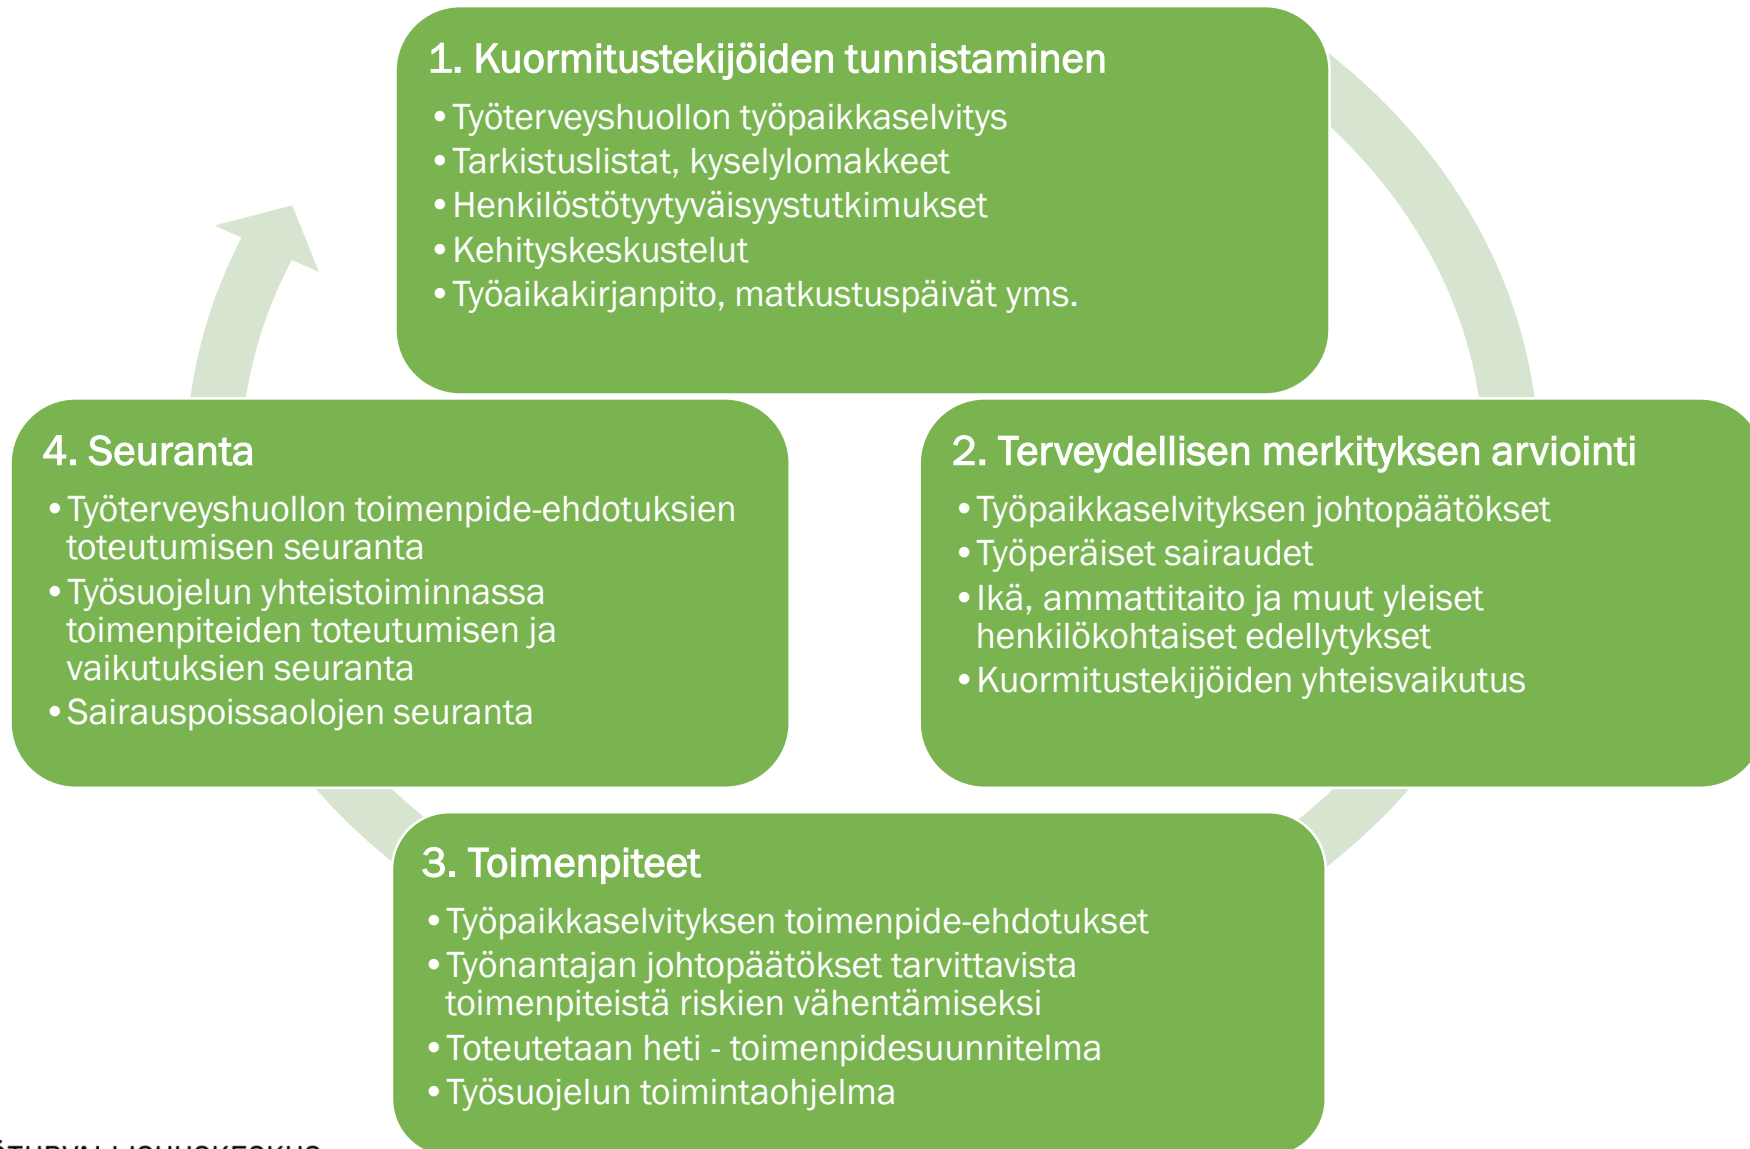 1. Kuormitustekijöiden tunnistaminen
•Työterveyshuollon työpaikkaselvitys
•Tarkistuslistat, kyselylomakkeet
•Henkilöstötyytyväisyystutkimukset
•Kehityskeskustelut
•Työaikakirjanpito, matkustuspäivät yms.
2. Terveydellisen merkityksen arviointi
•Työpaikkaselvityksen johtopäätökset
•Työperäiset sairaudet
•Ikä, ammattitaito ja muut yleiset
henkilökohtaiset edellytykset
•Kuormitustekijöiden yhteisvaikutus
3. Toimenpiteet
•Työpaikkaselvityksen toimenpide-ehdotukset
•Työnantajan johtopäätökset tarvittavista
toimenpiteistä riskien vähentämiseksi
•Toteutetaan heti - toimenpidesuunnitelma
•Työsuojelun toimintaohjelma
4. Seuranta
•Työterveyshuollon toimenpide-ehdotuksien
toteutumisen seuranta
•Työsuojelun yhteistoiminnassa
toimenpiteiden toteutumisen ja
vaikutuksien seuranta
•Sairauspoissaolojen seuranta